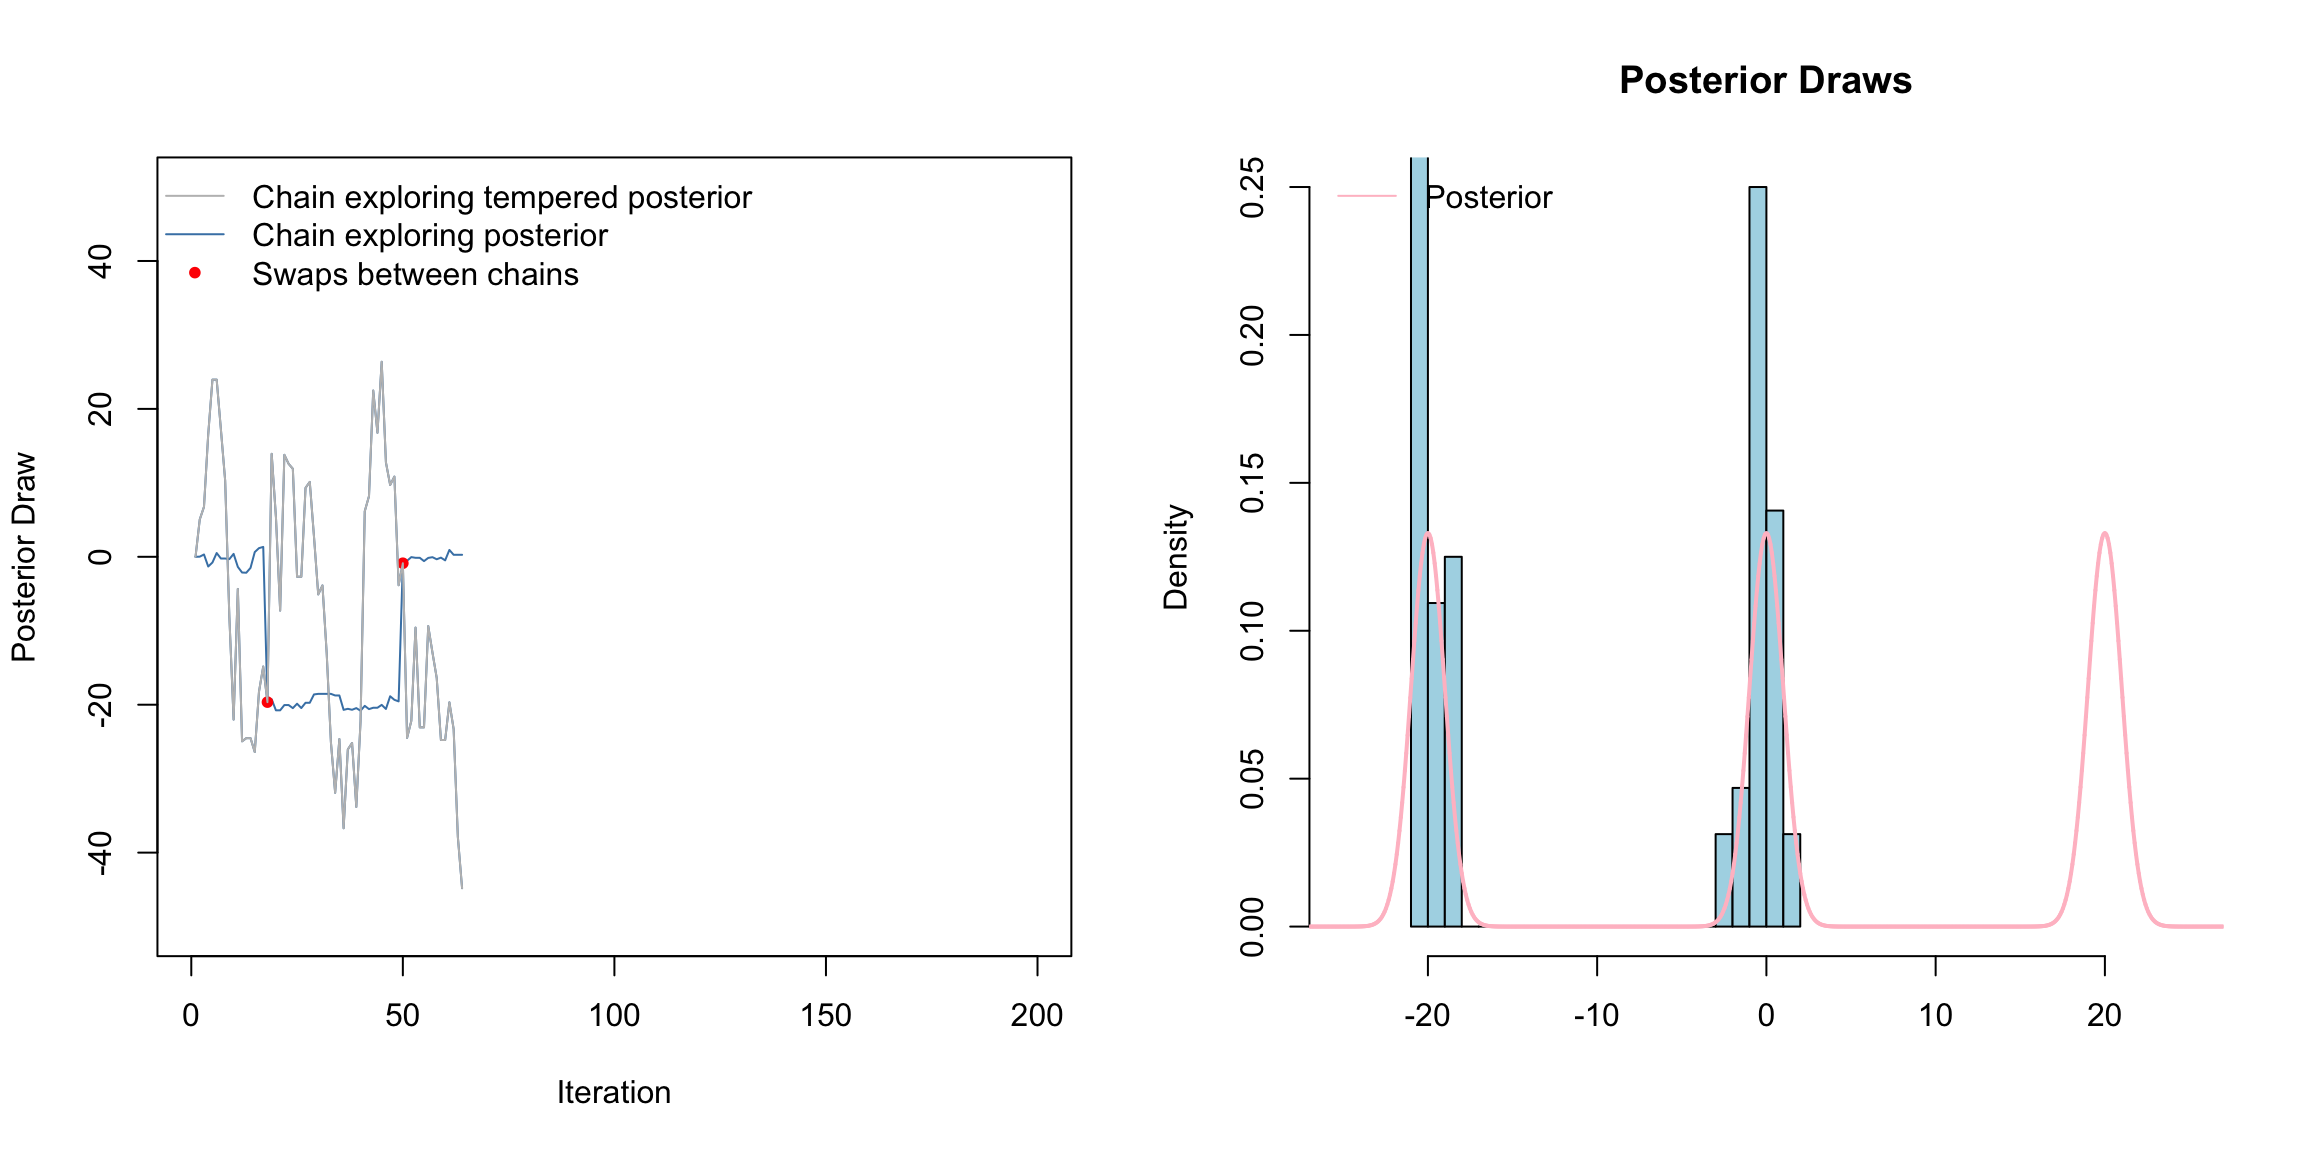 Chain exploring tempered posterior
Chain exploring posterior
Swaps between chains
40
20
0
-20
-40
Posterior Draw
0 50 100 150 200
Iteration
Posterior Draws
Posterior
0.25
0.20
0.15
0.10
0.05
0.00
Density
-20 -10 0 10 20